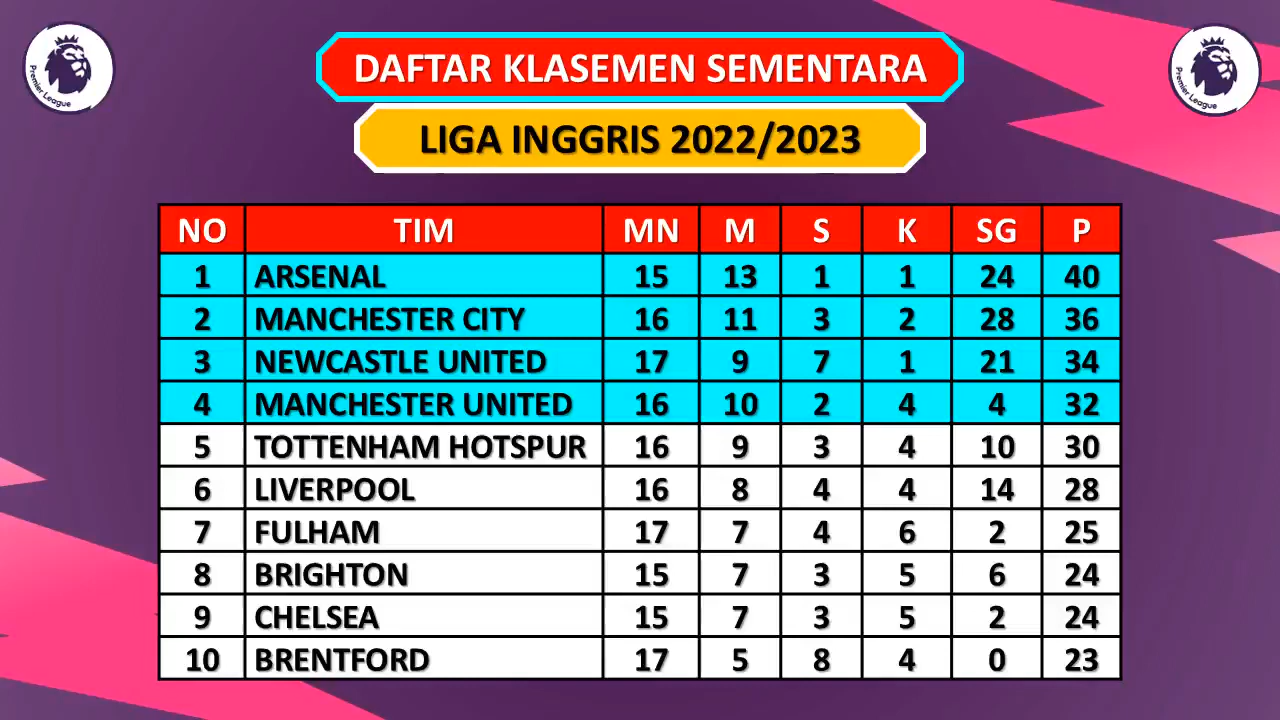 Premier League
Premier League
DAFTAR KLASEMEN SEMENTARA
LIGA INGGRIS 2022/2023
NO TIM MN M S K SG P
1 ARSENAL 15 13 1 1 24 40
2 MANCHESTER CITY 16 11 3 2 28 36
3 NEWCASTLE UNITED 17 9 7 1 21 34
4 MANCHESTER UNITED 16 10 2 4 4 32
5 TOTTENHAM HOTSPUR 16 9 3 4 10 30
6 LIVERPOOL 16 8 4 4 14 28
7 FULHAM 17 7 4 6 2 25
8 BRIGHTON 15 7 3 5 6 24
9 CHELSEA 15 7 3 5 2 24
10 BRENTFORD 17 5 8 4 0 23